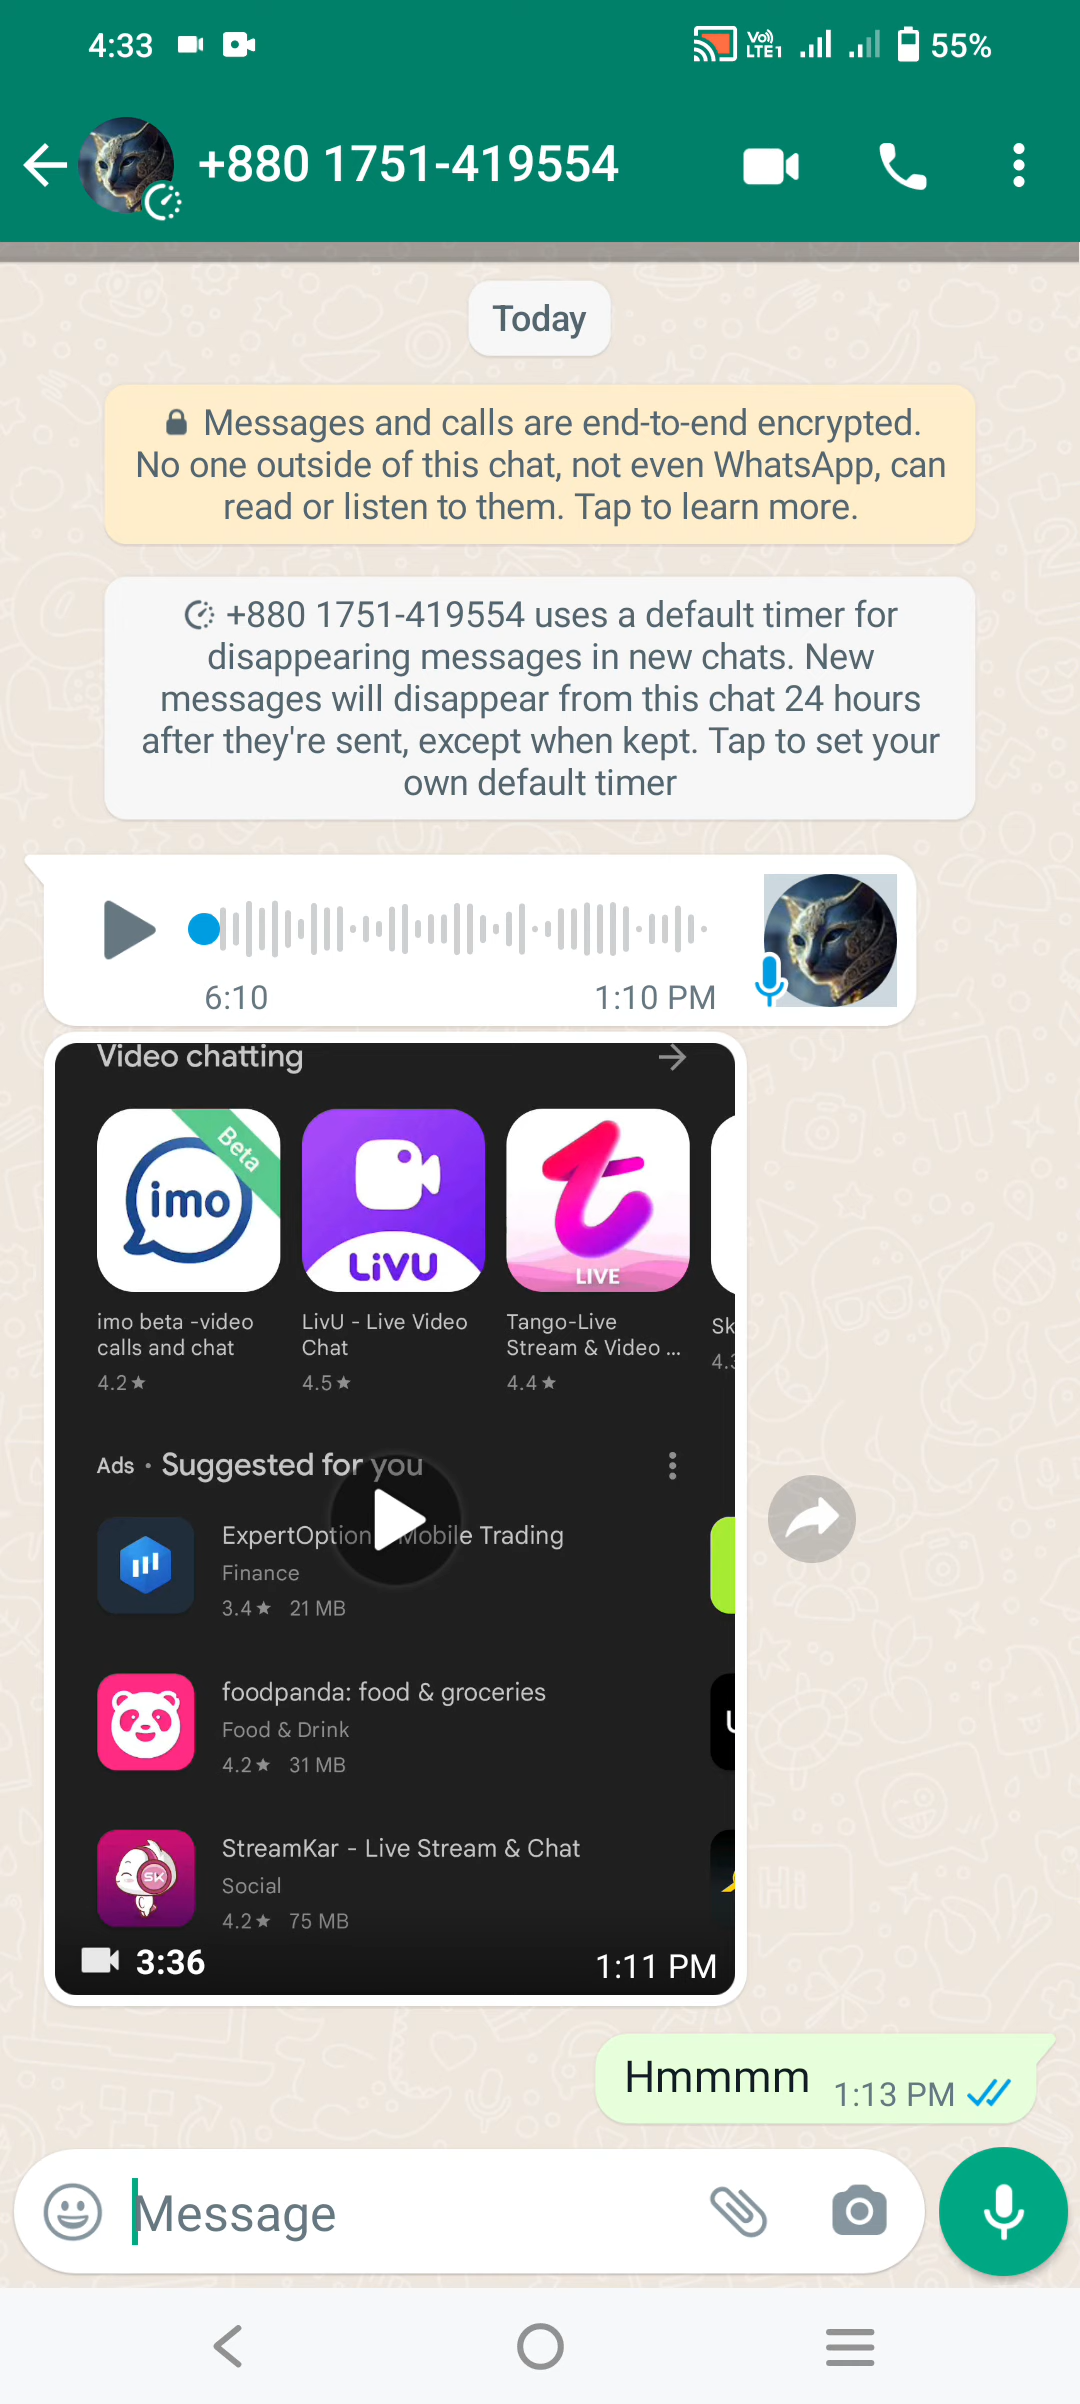 4:33
Vo)) LTE1
55%
+880 1751-419554
Today
Messages and calls are end-to-end encrypted.
No one outside of this chat, not even WhatsApp, can
read or listen to them. Tap to learn more.
+880 1751-419554 uses a default timer for
disappearing messages in new chats. New
messages will disappear from this chat 24 hours
after they're sent, except when kept. Tap to set your
own default timer
6:10
1:10 PM
Video chatting
Beta
imo
LivU
LIVE
imo beta -video
calls and chat
4.2★
LivU - Live Video
Chat
4.5★
Tango-Live
Stream & Video ...
4.4★
Sk
4.3
Ads • Suggested for you
ExpertOption - Mobile Trading
Finance
3.4★ 21 MB
foodpanda: food & groceries
Food & Drink
4.2★ 31 MB
SK
StreamKar - Live Stream & Chat
Social
4.2★ 75 MB
3:36
1:11 PM
Hmmmm
1:13 PM
Message